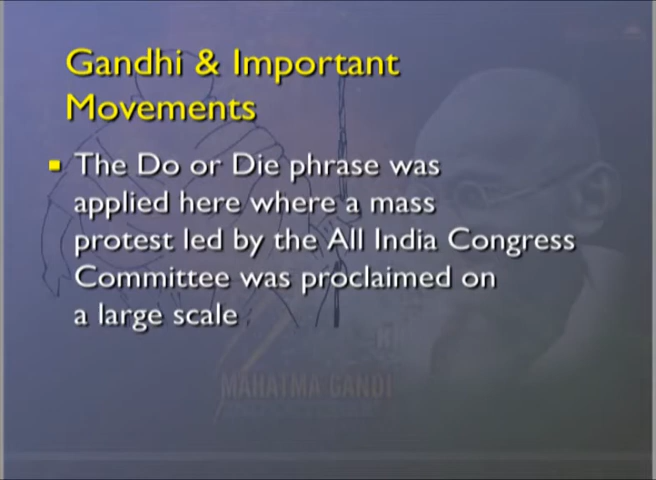 Gandhi & Important
Movements
The Do or Die phrase was
applied here where a mass
protest led by the All India Congress
Committee was proclaimed on
a large scale
MAHATMA GANDI